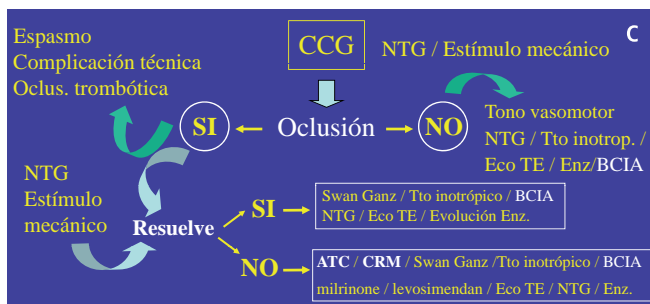 Espasmo
Complicación técnica
Oclus. trombótica
CCG
NTG / Estímulo mecánico
C
SI
Oclusión
NO
Tono vasomotor
NTG / Tto inotrop. /
Eco TE / Enz/BCIA
NTG
Estímulo
mecánico
Resuelve
SI
Swan Ganz / Tto inotrópico / BCIA
NTG / Eco TE / Evolución Enz.
NO
ATC / CRM / Swan Ganz /Tto inotrópico / BCIA
milrinone / levosimendan / Eco TE / NTG / Enz.